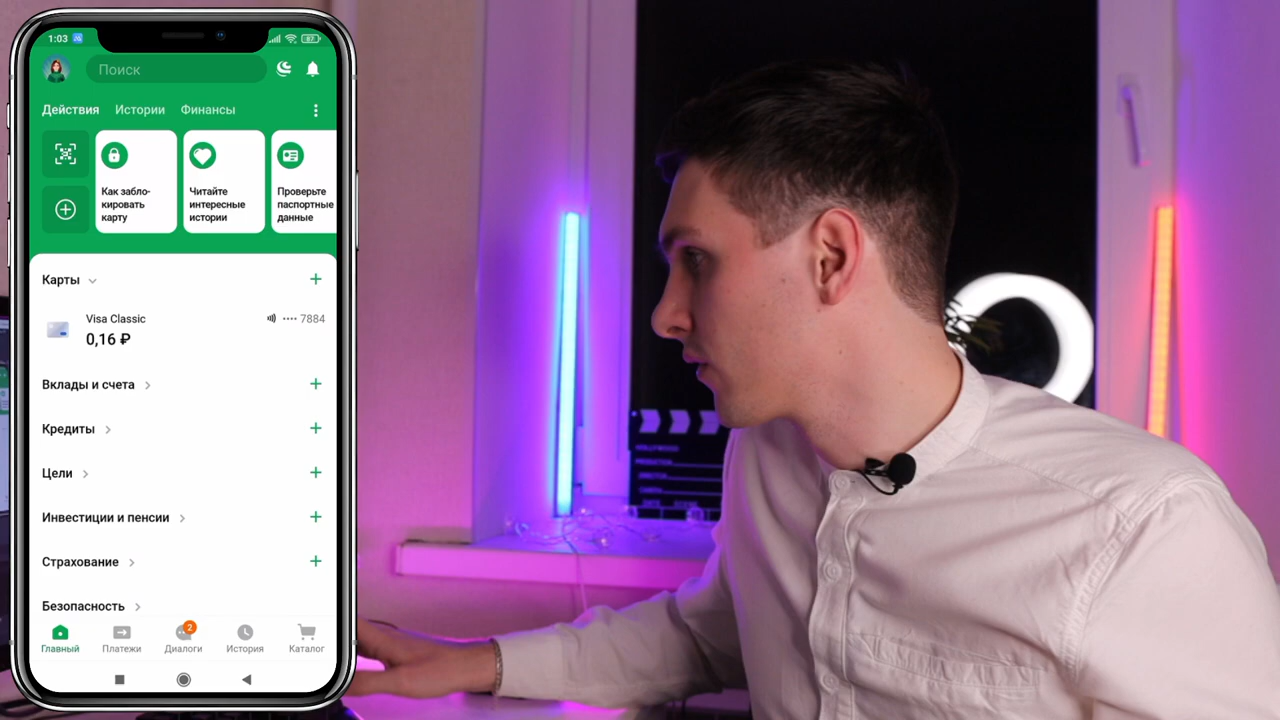 1:03
87
Поиск
Действия
Истории
Финансы
Как забло-
кировать
карту
Читайте
интересные
истории
Проверьте
паспортные
данные
Карты
Visa Classic
•••• 7884
0,16 ₽
Вклады и счета
Кредиты
Цели
Инвестиции и пенсии
Страхование
Безопасность
2
Главный
Платежи
Диалоги
История
Каталог